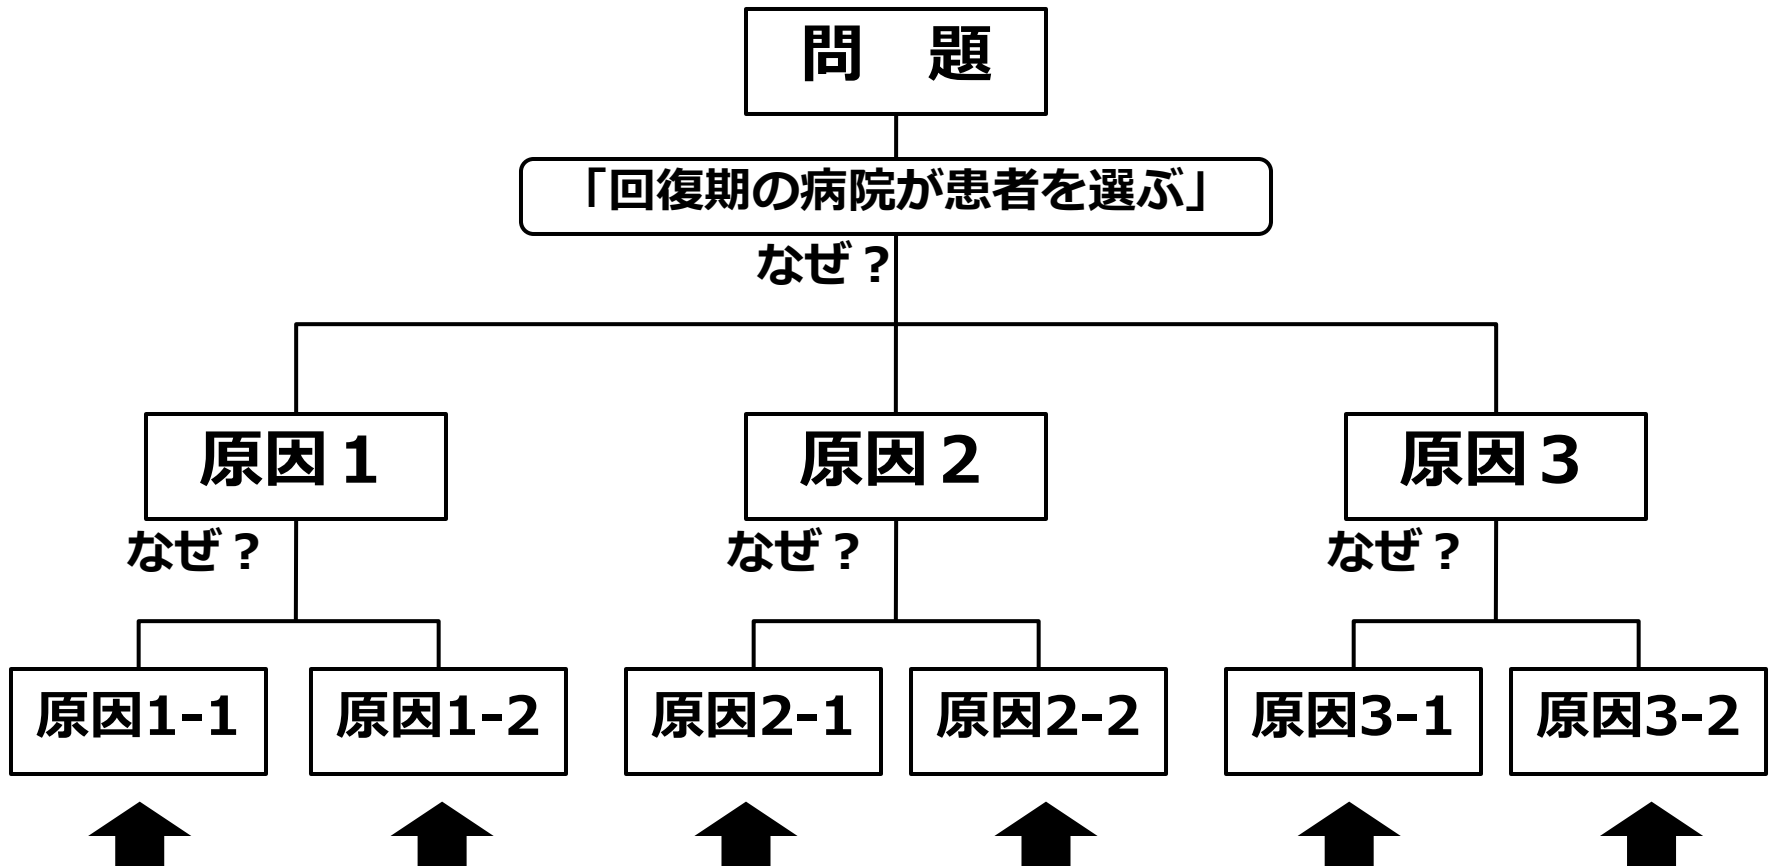 問　題
「回復期の病院が患者を選ぶ」
なぜ？
原因１
原因２
原因３
なぜ？
なぜ？
なぜ？
原因1-1
原因1-2
原因2-1
原因2-2
原因3-1
原因3-2